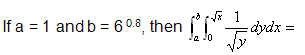 If a = 1 and b = 6^0.8, then ∫_a^b ∫_0^√x 1/√y dydx =